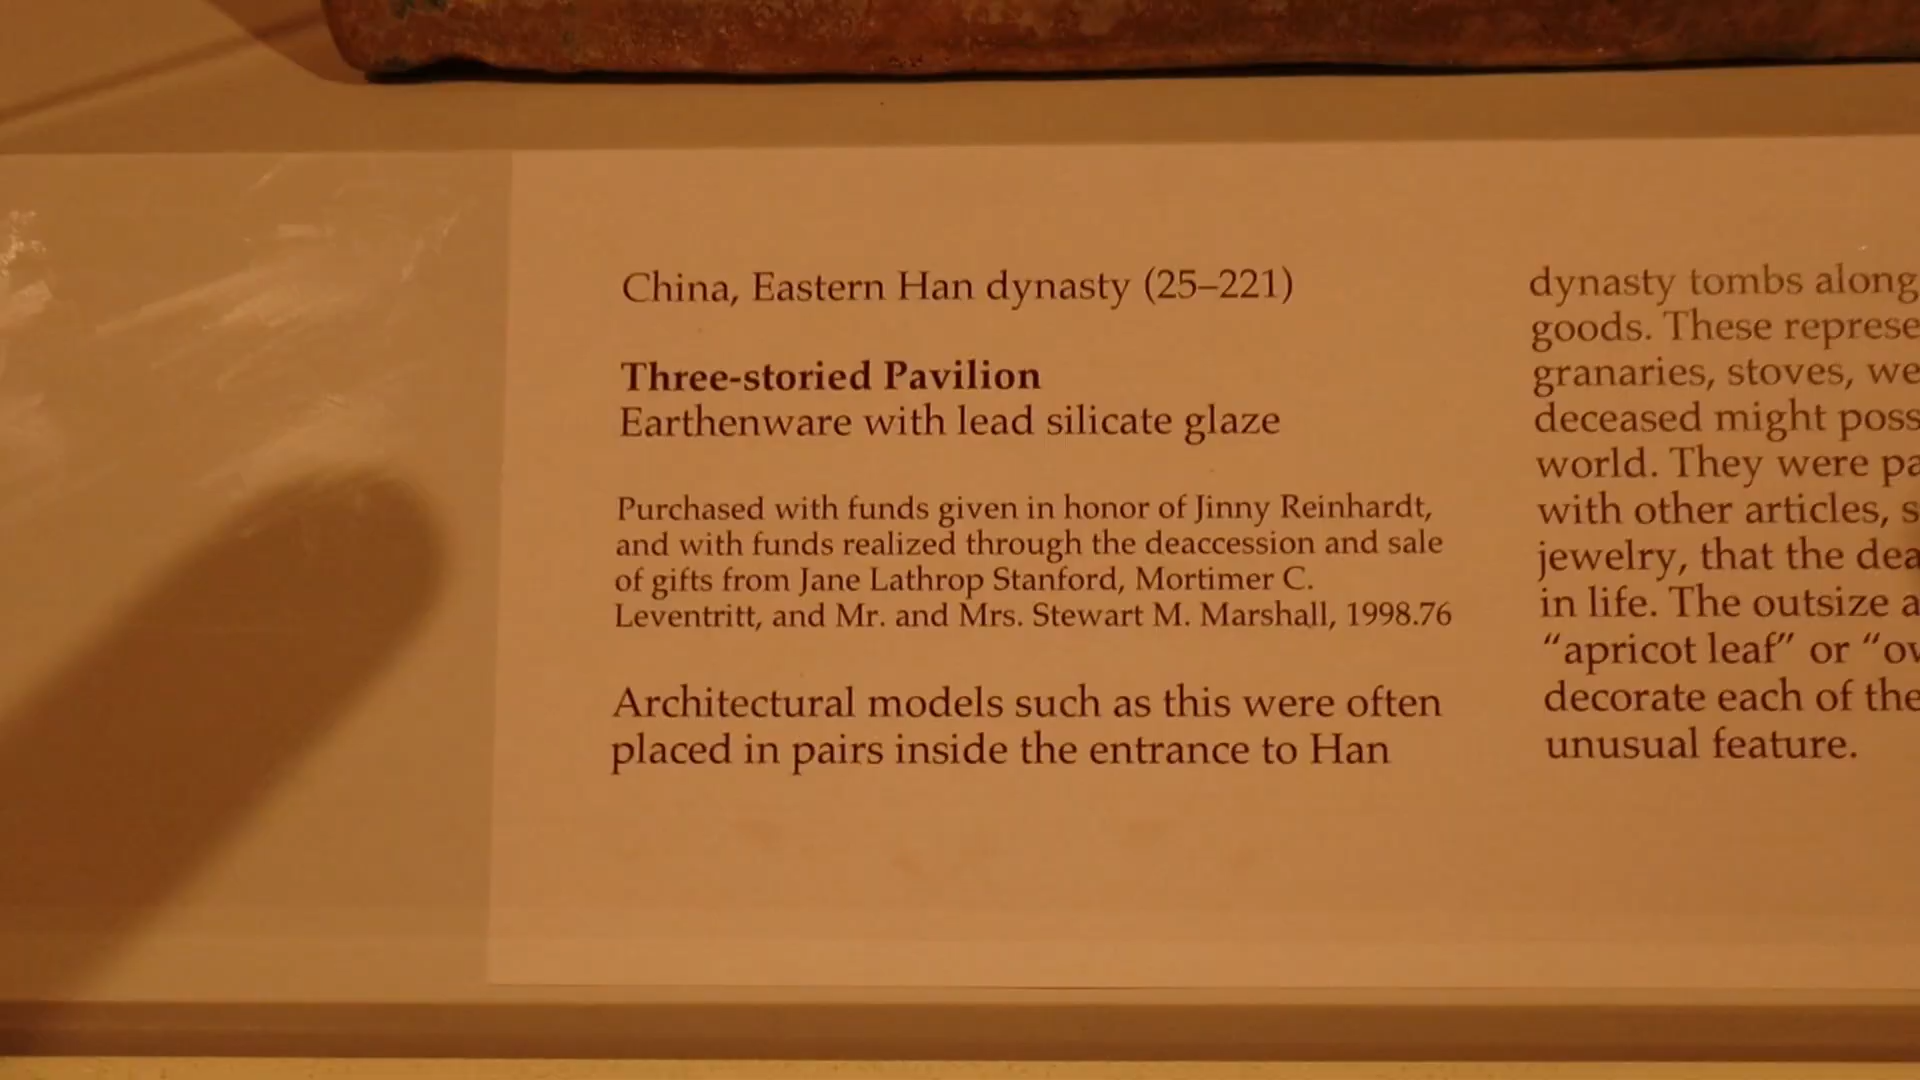 China, Eastern Han dynasty (25–221)
Three-storied Pavilion
Earthenware with lead silicate glaze
Purchased with funds given in honor of Jinny Reinhardt,
and with funds realized through the deaccession and sale
of gifts from Jane Lathrop Stanford, Mortimer C.
Leventritt, and Mr. and Mrs. Stewart M. Marshall, 1998.76
Architectural models such as this were often
placed in pairs inside the entrance to Han
dynasty tombs along
goods. These
granaries, stoves,
deceased might
world. They were
with other articles,
jewelry, that the
in life. The outsize
“apricot leaf” or
decorate each of the
unusual feature.